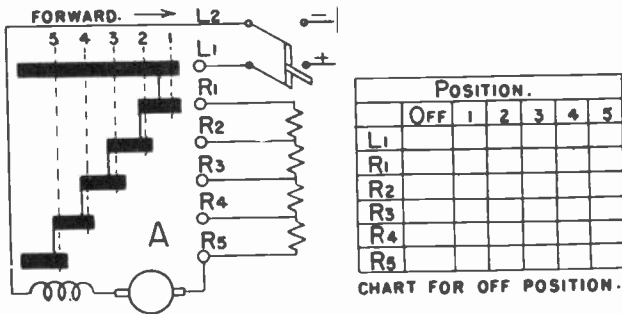 FORWARD. → L2 − 
5 4 3 2 1
L1 +
R1
R2
R3
R4
A R5
POSITION.
OFF 1 2 3 4 5
L1
R1
R2
R3
R4
R5
CHART FOR OFF POSITION.